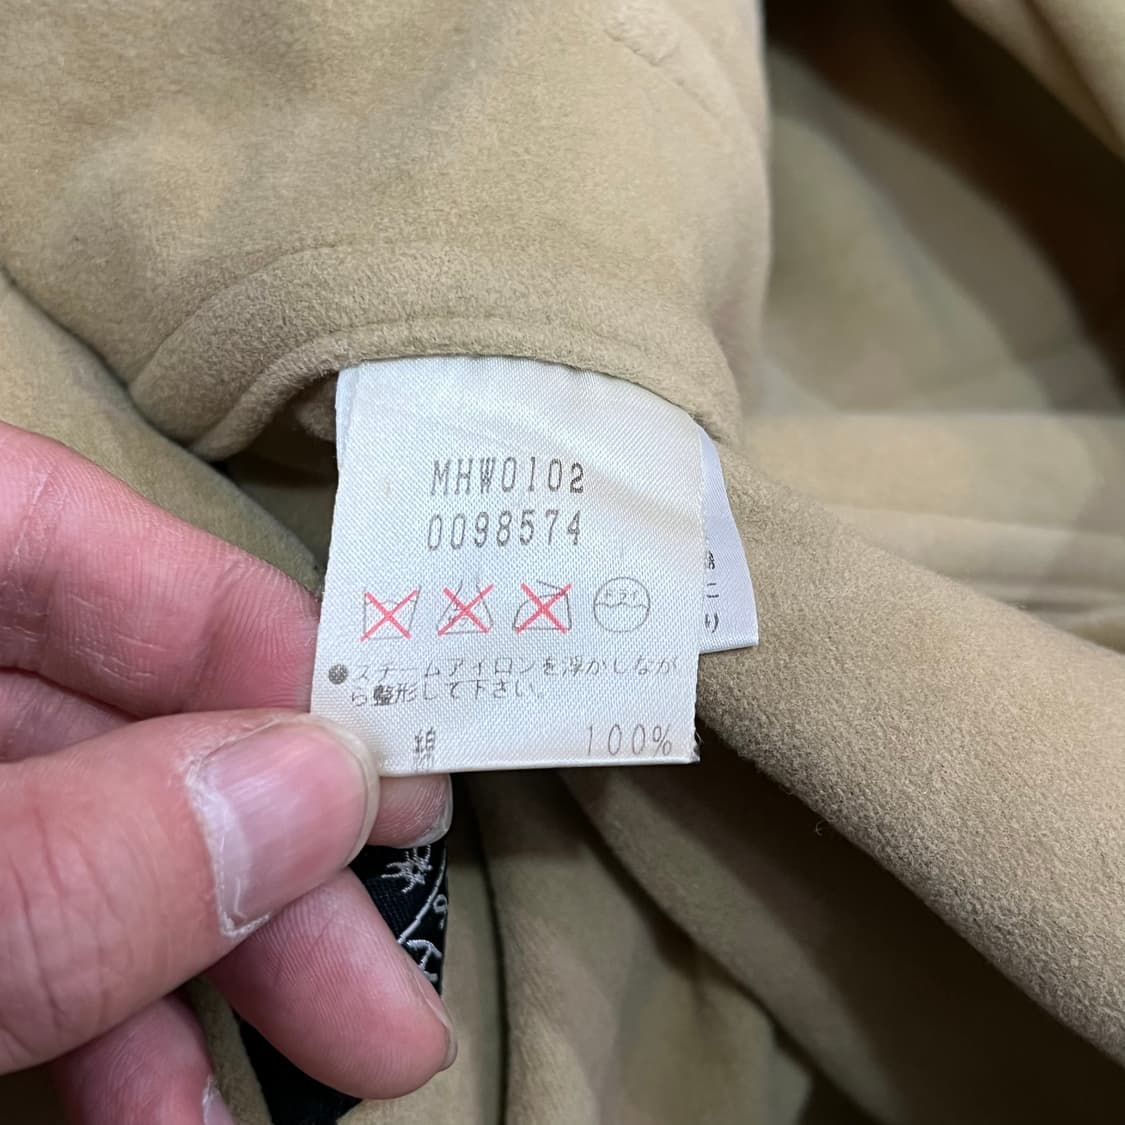 MHW0102
0098574
ドライ
●スチームアイロンを浮かしなが
ら整形して下さい。
綿 100%